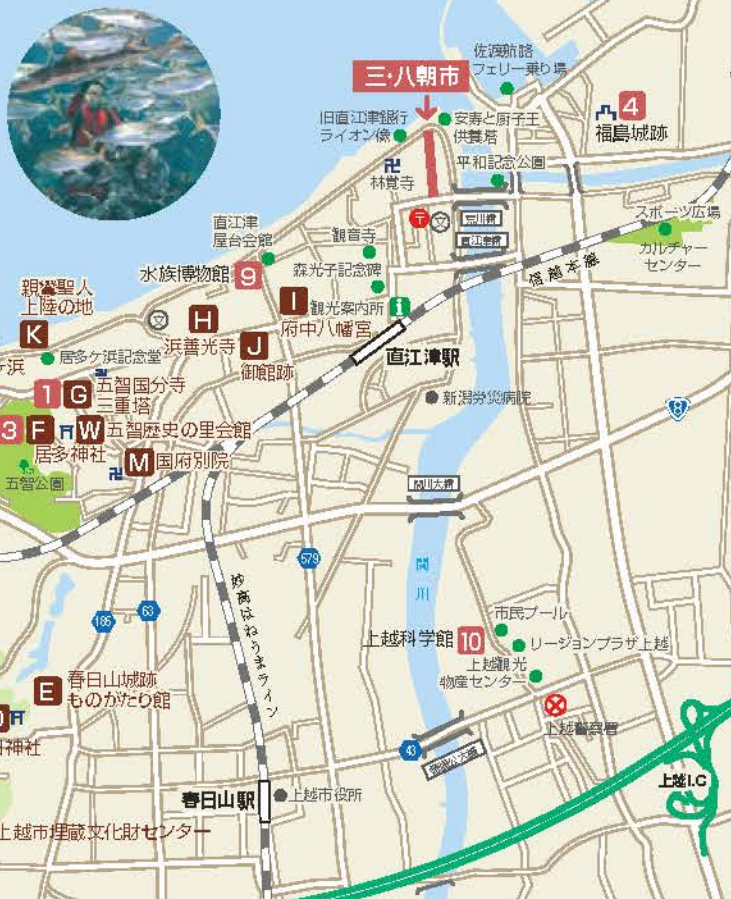 佐渡航路
フェリー乗り場
三・八朝市
4
福島城跡
旧直江津銀行
ライオン像
安寿と厨子王
供養塔
林覚寺
平和記念公園
荒川橋
直江津橋
スポーツ広場
カルチャー
センター
直江津
屋台会館
観音寺
水族博物館 9
森光子記念碑
信越本線
親鸞聖人
上陸の地
K
H
浜善光寺
I
観光案内所
府中八幡宮
J
御館跡
直江津駅
ケ浜
居多ケ浜記念堂
1 G 五智国分寺
三重塔
新潟労災病院
8
3 F W 五智歴史の里会館
居多神社
M 国府別院
五智公園
関川大橋
579
関川
妙高はねうまライン
185
63
市民プール
上越科学館 10
リージョンプラザ上越
上越観光
物産センター
E 春日山城跡
ものがたり館
上越警察署
神社
43
謙信公大橋
上越I.C
春日山駅
上越市役所
上越市埋蔵文化財センター